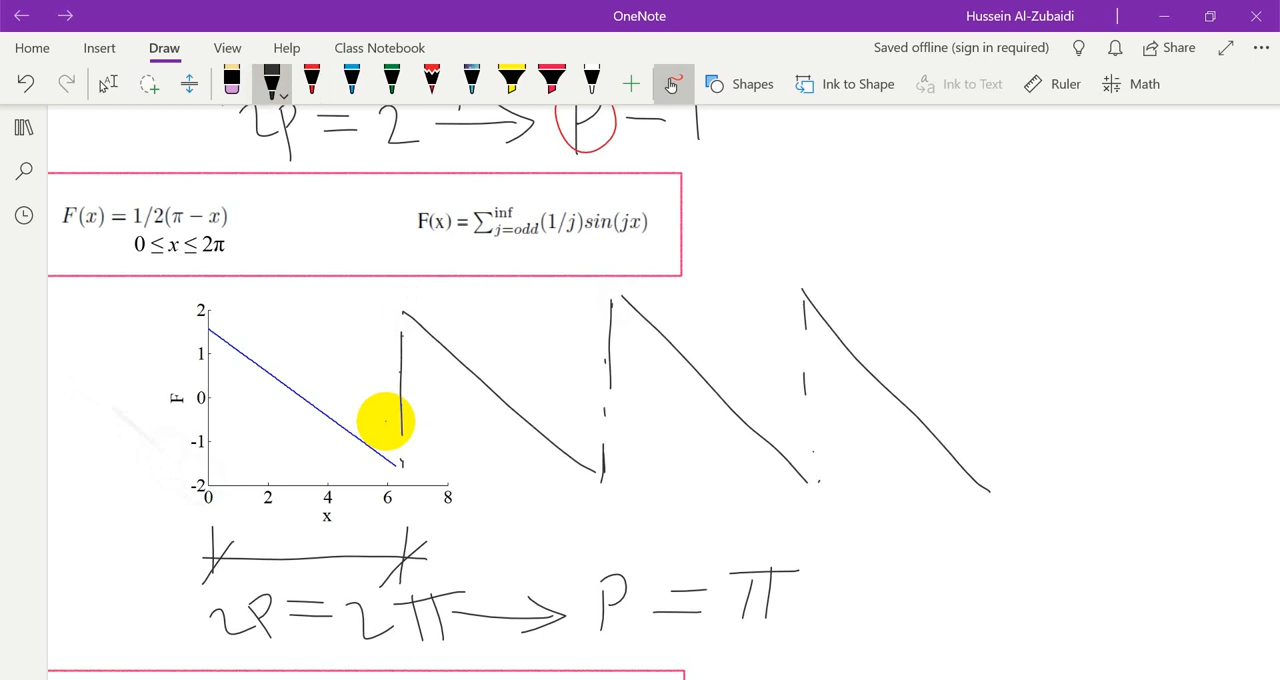 OneNote
Hussein Al-Zubaidi
Home Insert Draw View Help Class Notebook
Saved offline (sign in required) Share
Shapes Ink to Shape Ink to Text Ruler Math
2P = 2 → P - 1
F(x) = 1/2(π − x)
0 ≤ x ≤ 2π
F(x) = ∑_{j=odd}^{inf}(1/j)sin(jx)
2
1
0
-1
-2
F
0 2 4 6 8
x
2P = 2π → P = π